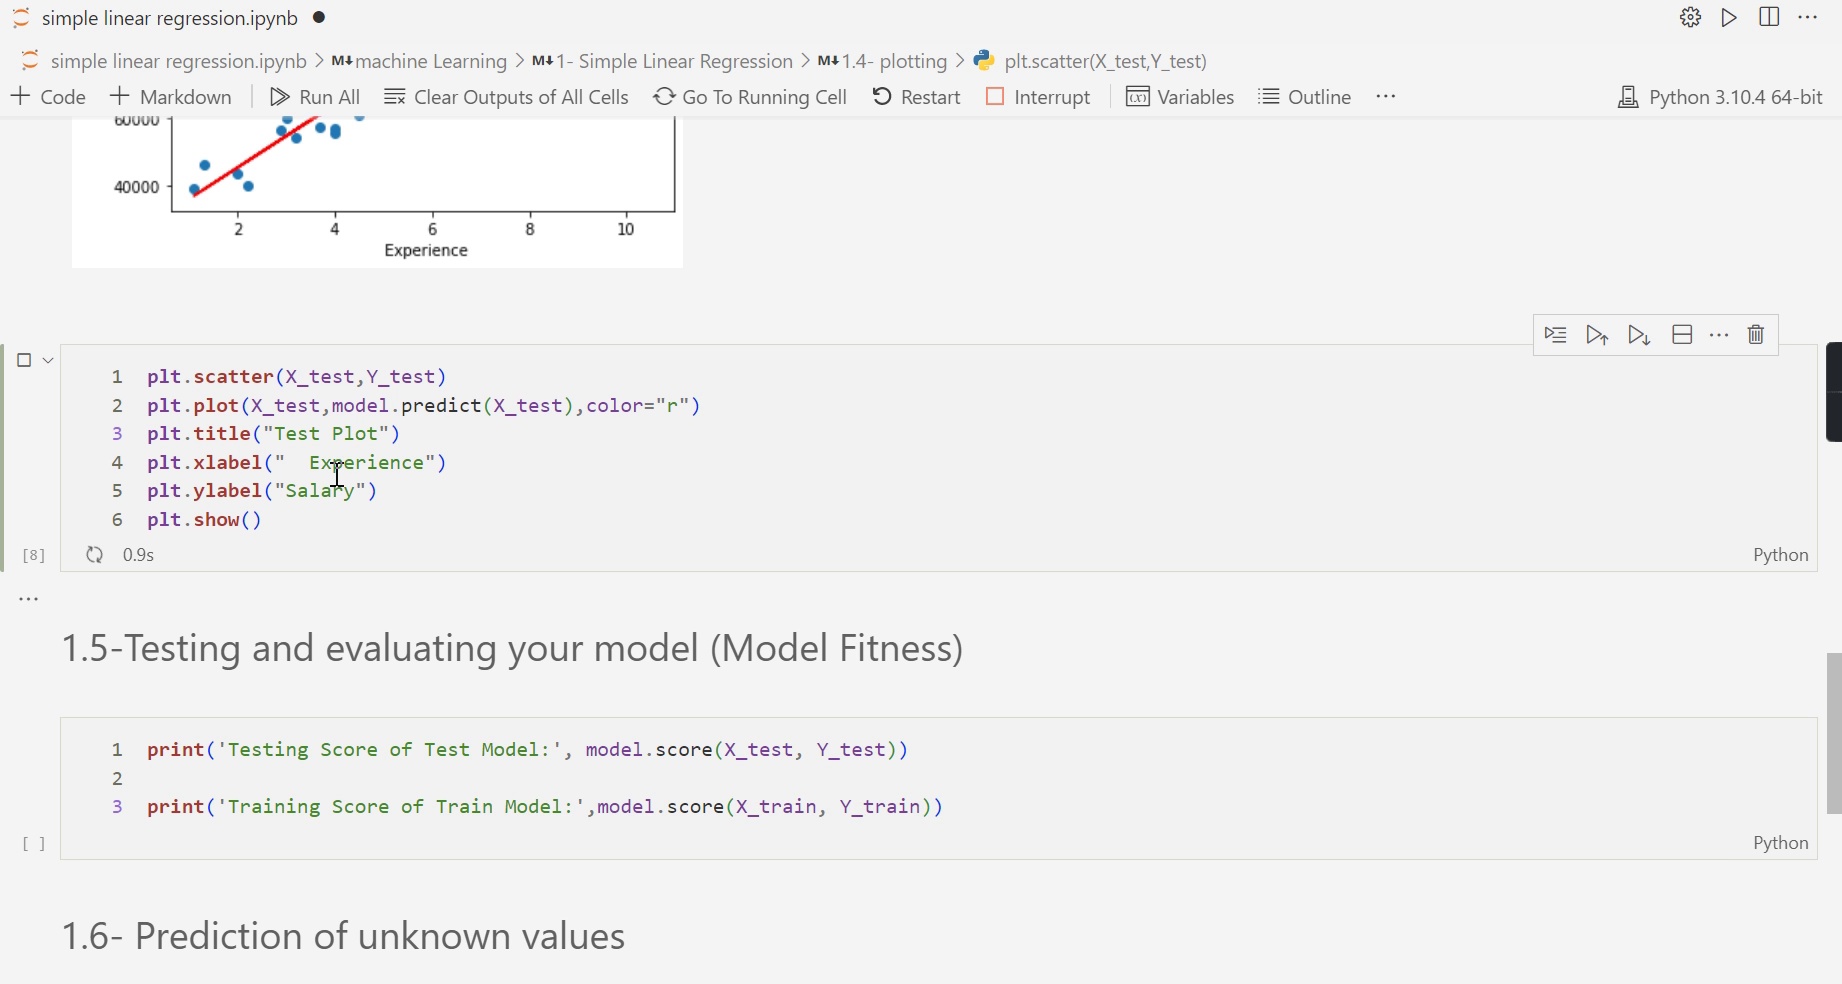 simple linear regression.ipynb ●
simple linear regression.ipynb > M↓machine Learning > M↓1- Simple Linear Regression > M↓1.4- plotting > plt.scatter(X_test,Y_test)
+ Code + Markdown Run All Clear Outputs of All Cells Go To Running Cell Restart Interrupt (x) Variables Outline ··· Python 3.10.4 64-bit
60000
40000
2 4 6 8 10
Experience
1 plt.scatter(X_test,Y_test)
2 plt.plot(X_test,model.predict(X_test),color="r")
3 plt.title("Test Plot")
4 plt.xlabel("  Experience")
5 plt.ylabel("Salary")
6 plt.show()
[8] 0.9s Python
···
1.5-Testing and evaluating your model (Model Fitness)
1 print('Testing Score of Test Model:', model.score(X_test, Y_test))
2
3 print('Training Score of Train Model:',model.score(X_train, Y_train))
[ ] Python
1.6- Prediction of unknown values